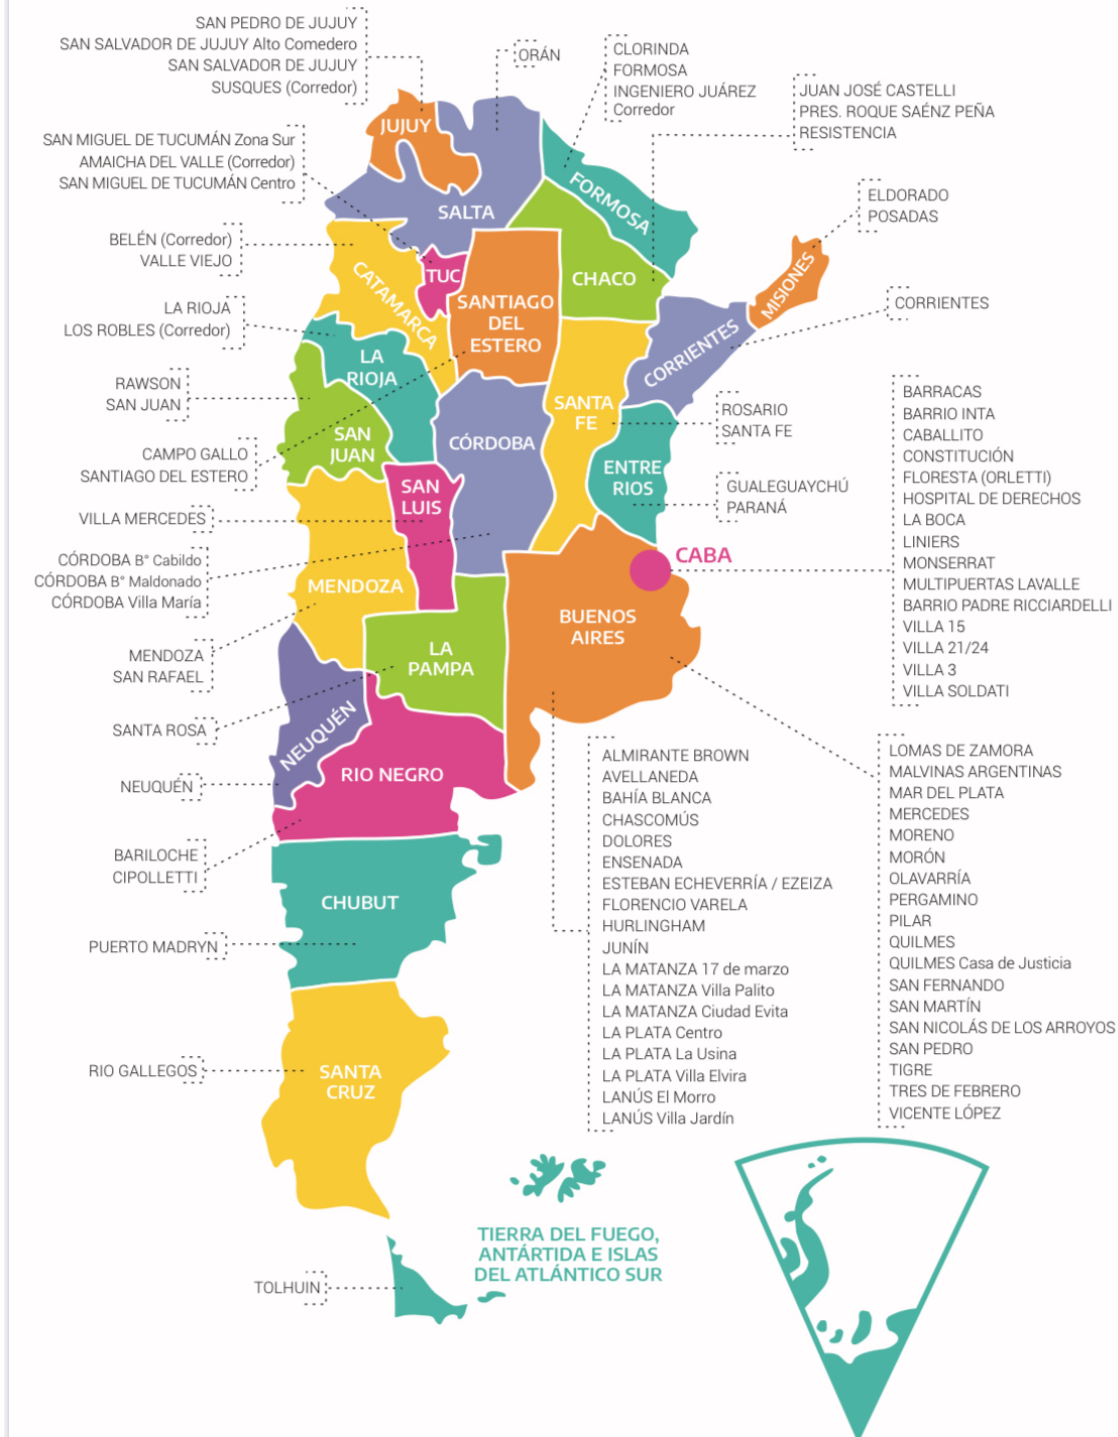 SAN PEDRO DE JUJUY
SAN SALVADOR DE JUJUY Alto Comedero
SAN SALVADOR DE JUJUY
SUSQUES (Corredor)
ORÁN
CLORINDA
FORMOSA
INGENIERO JUÁREZ
Corredor
JUAN JOSÉ CASTELLI
PRES. ROQUE SAÉNZ PEÑA
RESISTENCIA
SAN MIGUEL DE TUCUMÁN Zona Sur
AMAICHA DEL VALLE (Corredor)
SAN MIGUEL DE TUCUMÁN Centro
ELDORADO
POSADAS
BELÉN (Corredor)
VALLE VIEJO
CORRIENTES
LA RIOJA
LOS ROBLES (Corredor)
RAWSON
SAN JUAN
CAMPO GALLO
SANTIAGO DEL ESTERO
VILLA MERCEDES
CÓRDOBA B° Cabildo
CÓRDOBA B° Maldonado
CÓRDOBA Villa María
MENDOZA
SAN RAFAEL
SANTA ROSA
NEUQUÉN
BARILOCHE
CIPOLLETTI
PUERTO MADRYN
RIO GALLEGOS
TOLHUIN
JUJUY
SALTA
FORMOSA
CHACO
MISIONES
CATAMARCA
TUC
SANTIAGO
DEL
ESTERO
CORRIENTES
LA
RIOJA
SANTA
FE
SAN
JUAN
CÓRDOBA
ENTRE
RIOS
SAN
LUIS
MENDOZA
CABA
BUENOS
AIRES
LA
PAMPA
NEUQUÉN
RIO NEGRO
CHUBUT
SANTA
CRUZ
TIERRA DEL FUEGO,
ANTÁRTIDA E ISLAS
DEL ATLÁNTICO SUR
ROSARIO
SANTA FE
GUALEGUAYCHÚ
PARANÁ
BARRACAS
BARRIO INTA
CABALLITO
CONSTITUCIÓN
FLORESTA (ORLETTI)
HOSPITAL DE DERECHOS
LA BOCA
LINIERS
MONSERRAT
MULTIPUERTAS LAVALLE
BARRIO PADRE RICCIARDELLI
VILLA 15
VILLA 21/24
VILLA 3
VILLA SOLDATI
ALMIRANTE BROWN
AVELLANEDA
BAHÍA BLANCA
CHASCOMÚS
DOLORES
ENSENADA
ESTEBAN ECHEVERRÍA / EZEIZA
FLORENCIO VARELA
HURLINGHAM
JUNÍN
LA MATANZA 17 de marzo
LA MATANZA Villa Palito
LA MATANZA Ciudad Evita
LA PLATA Centro
LA PLATA La Usina
LA PLATA Villa Elvira
LANÚS El Morro
LANÚS Villa Jardín
LOMAS DE ZAMORA
MALVINAS ARGENTINAS
MAR DEL PLATA
MERCEDES
MORENO
MORÓN
OLAVARRÍA
PERGAMINO
PILAR
QUILMES
QUILMES Casa de Justicia
SAN FERNANDO
SAN MARTÍN
SAN NICOLÁS DE LOS ARROYOS
SAN PEDRO
TIGRE
TRES DE FEBRERO
VICENTE LÓPEZ